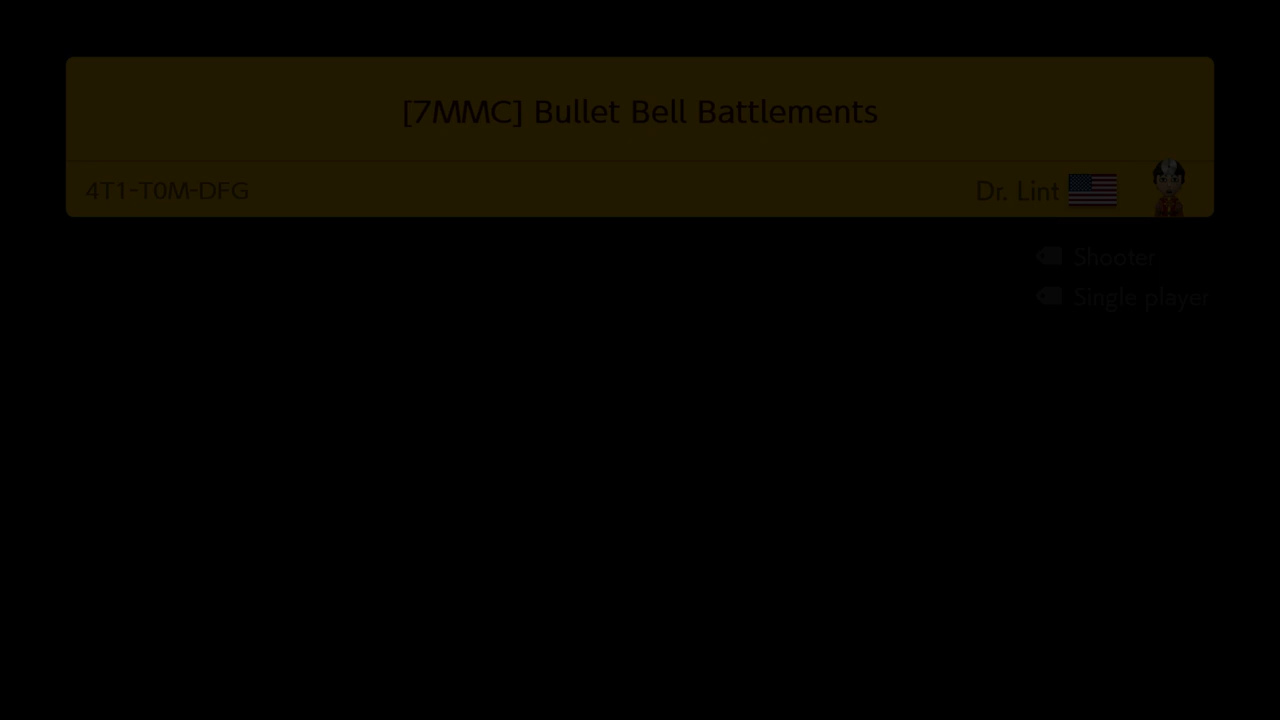 [7MMC] Bullet Bell Battlements
4T1-T0M-DFG
Dr. Lint
Shooter
Single player